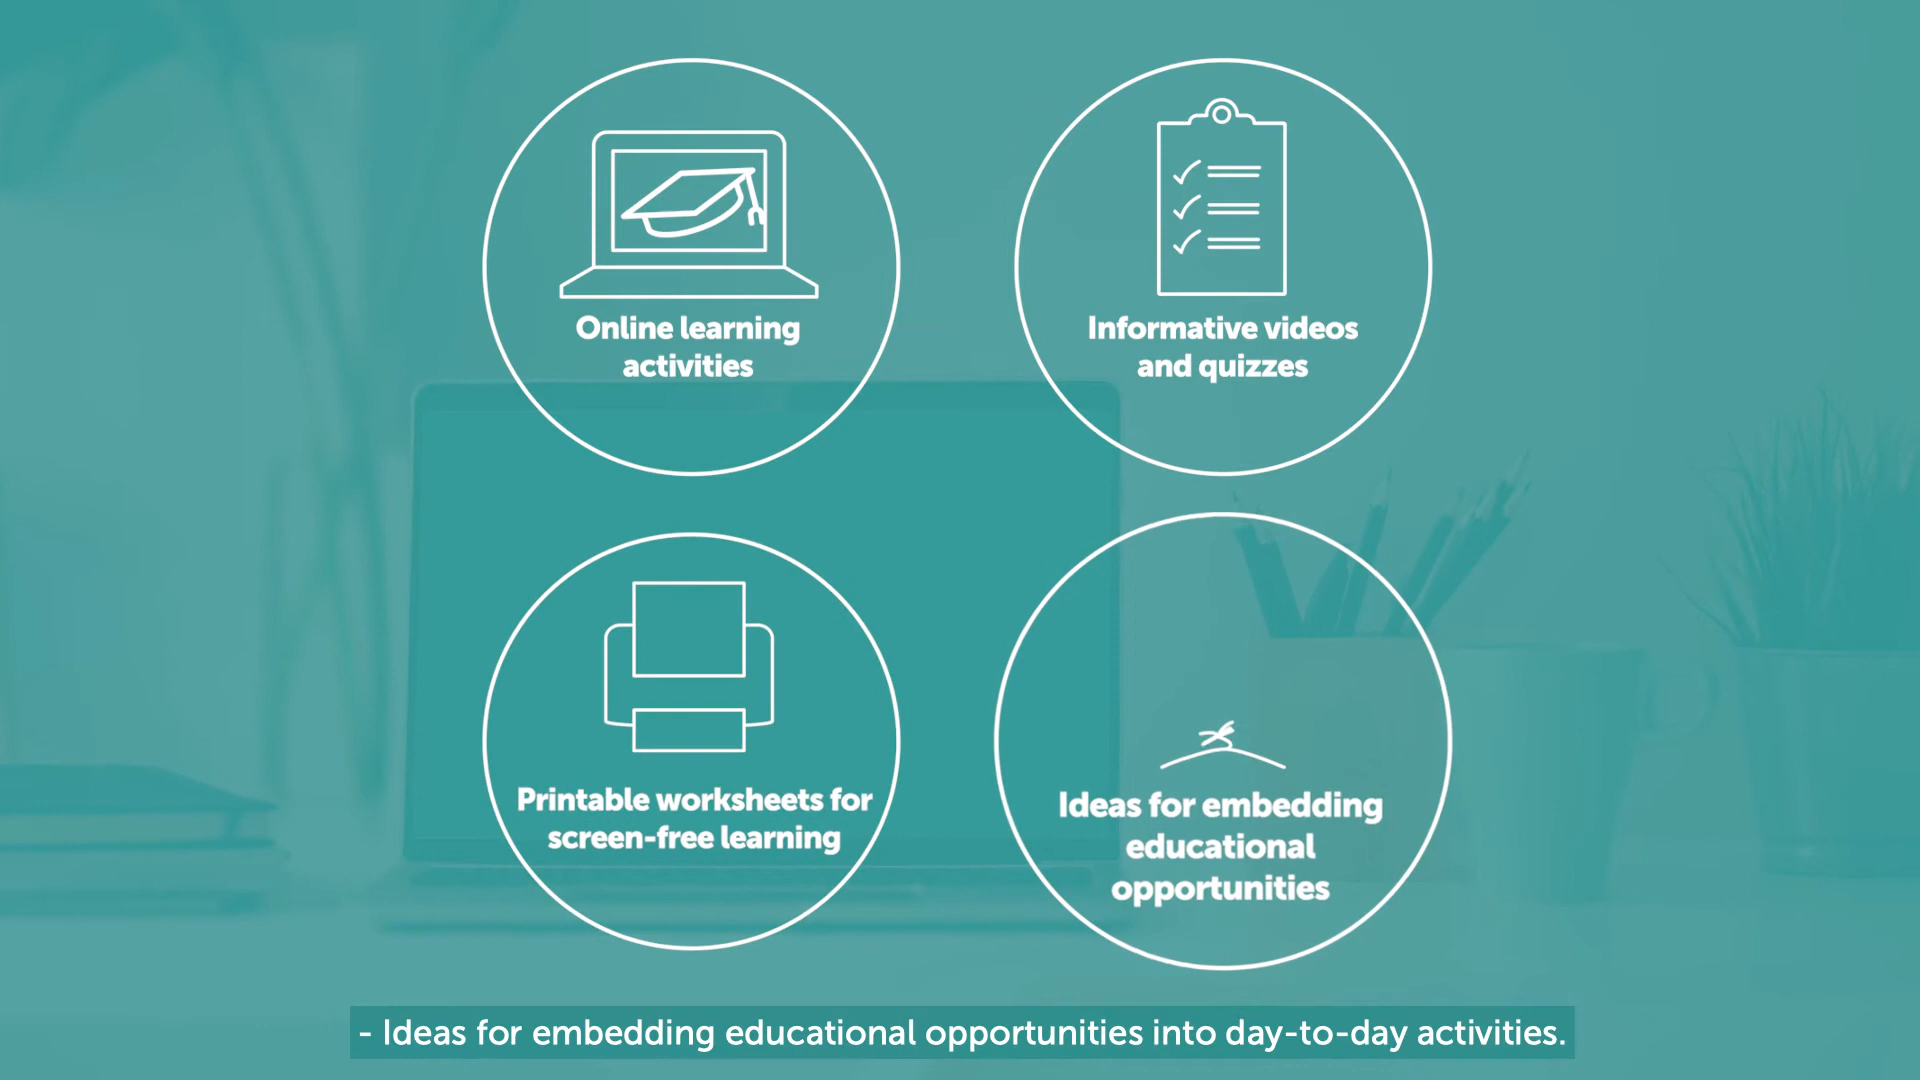 Online learning
activities
Informative videos
and quizzes
Printable worksheets for
screen-free learning
Ideas for embedding
educational
opportunities
- Ideas for embedding educational opportunities into day-to-day activities.